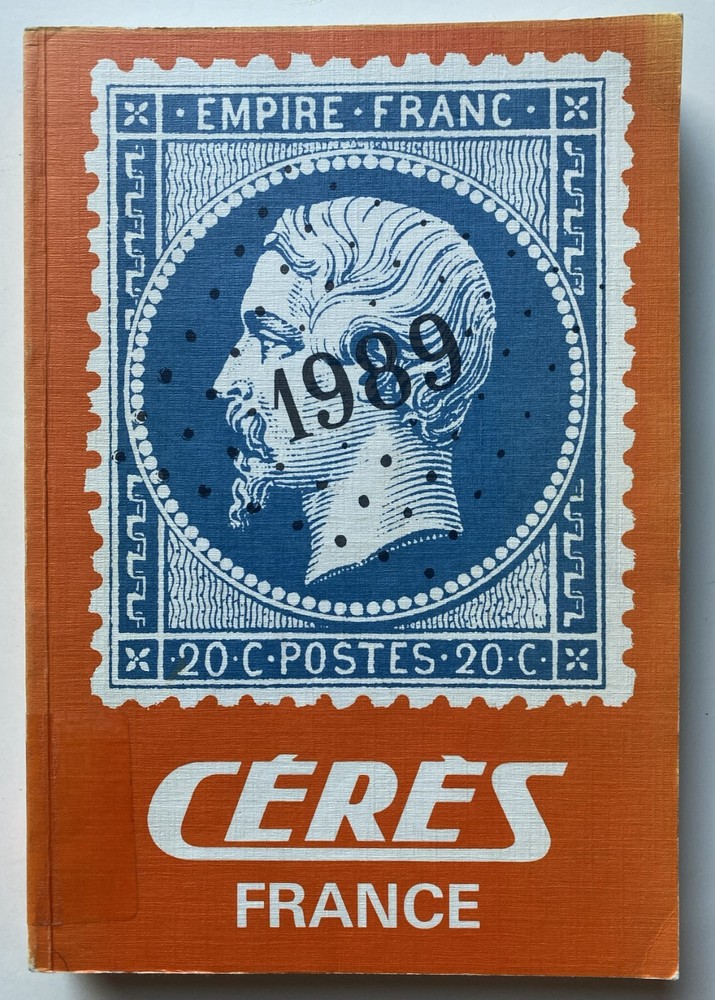 · EMPIRE · FRANC ·
1989
· 20 · C · POSTES · 20 · C ·
CÉRÈS
FRANCE